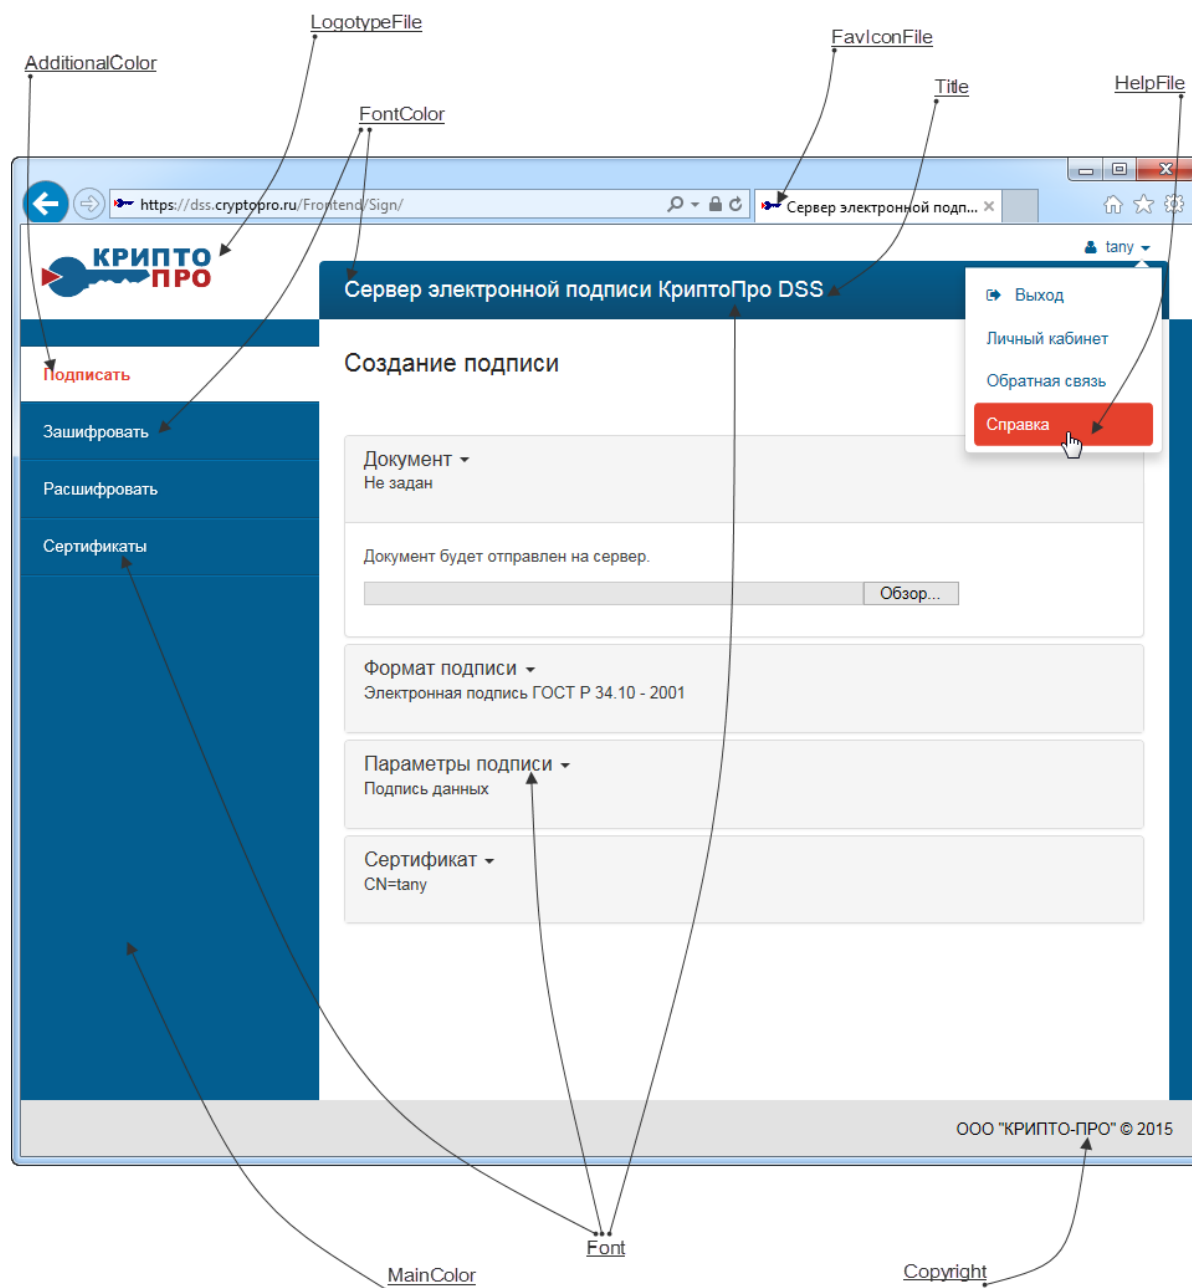 LogotypeFile
FavIconFile
AdditionalColor
Title
HelpFile
FontColor
https://dss.cryptopro.ru/Frontend/Sign/
Сервер электронной подп...
КРИПТО
ПРО
tany
Сервер электронной подписи КриптоПро DSS
Выход
Личный кабинет
Обратная связь
Справка
Подписать
Зашифровать
Расшифровать
Сертификаты
Создание подписи
Документ
Не задан
Документ будет отправлен на сервер.
Обзор...
Формат подписи
Электронная подпись ГОСТ Р 34.10 - 2001
Параметры подписи
Подпись данных
Сертификат
CN=tany
ООО "КРИПТО-ПРО" © 2015
Font
MainColor
Copyright